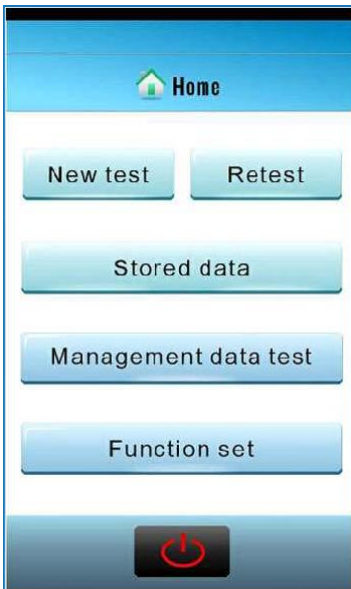 Home
New test Retest
Stored data
Management data test
Function set